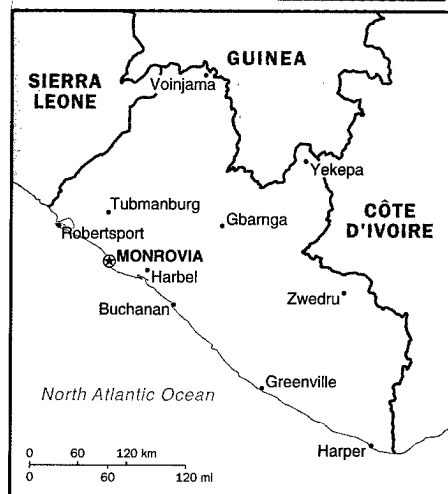 GUINEA
SIERRA
LEONE
Voinjama
Yekepa
Tubmanburg
Gbarnga
CÔTE
D'IVOIRE
Robertsport
MONROVIA
Harbel
Zwedru
Buchanan
North Atlantic Ocean
Greenville
Harper
0 60 120 km
0 60 120 ml